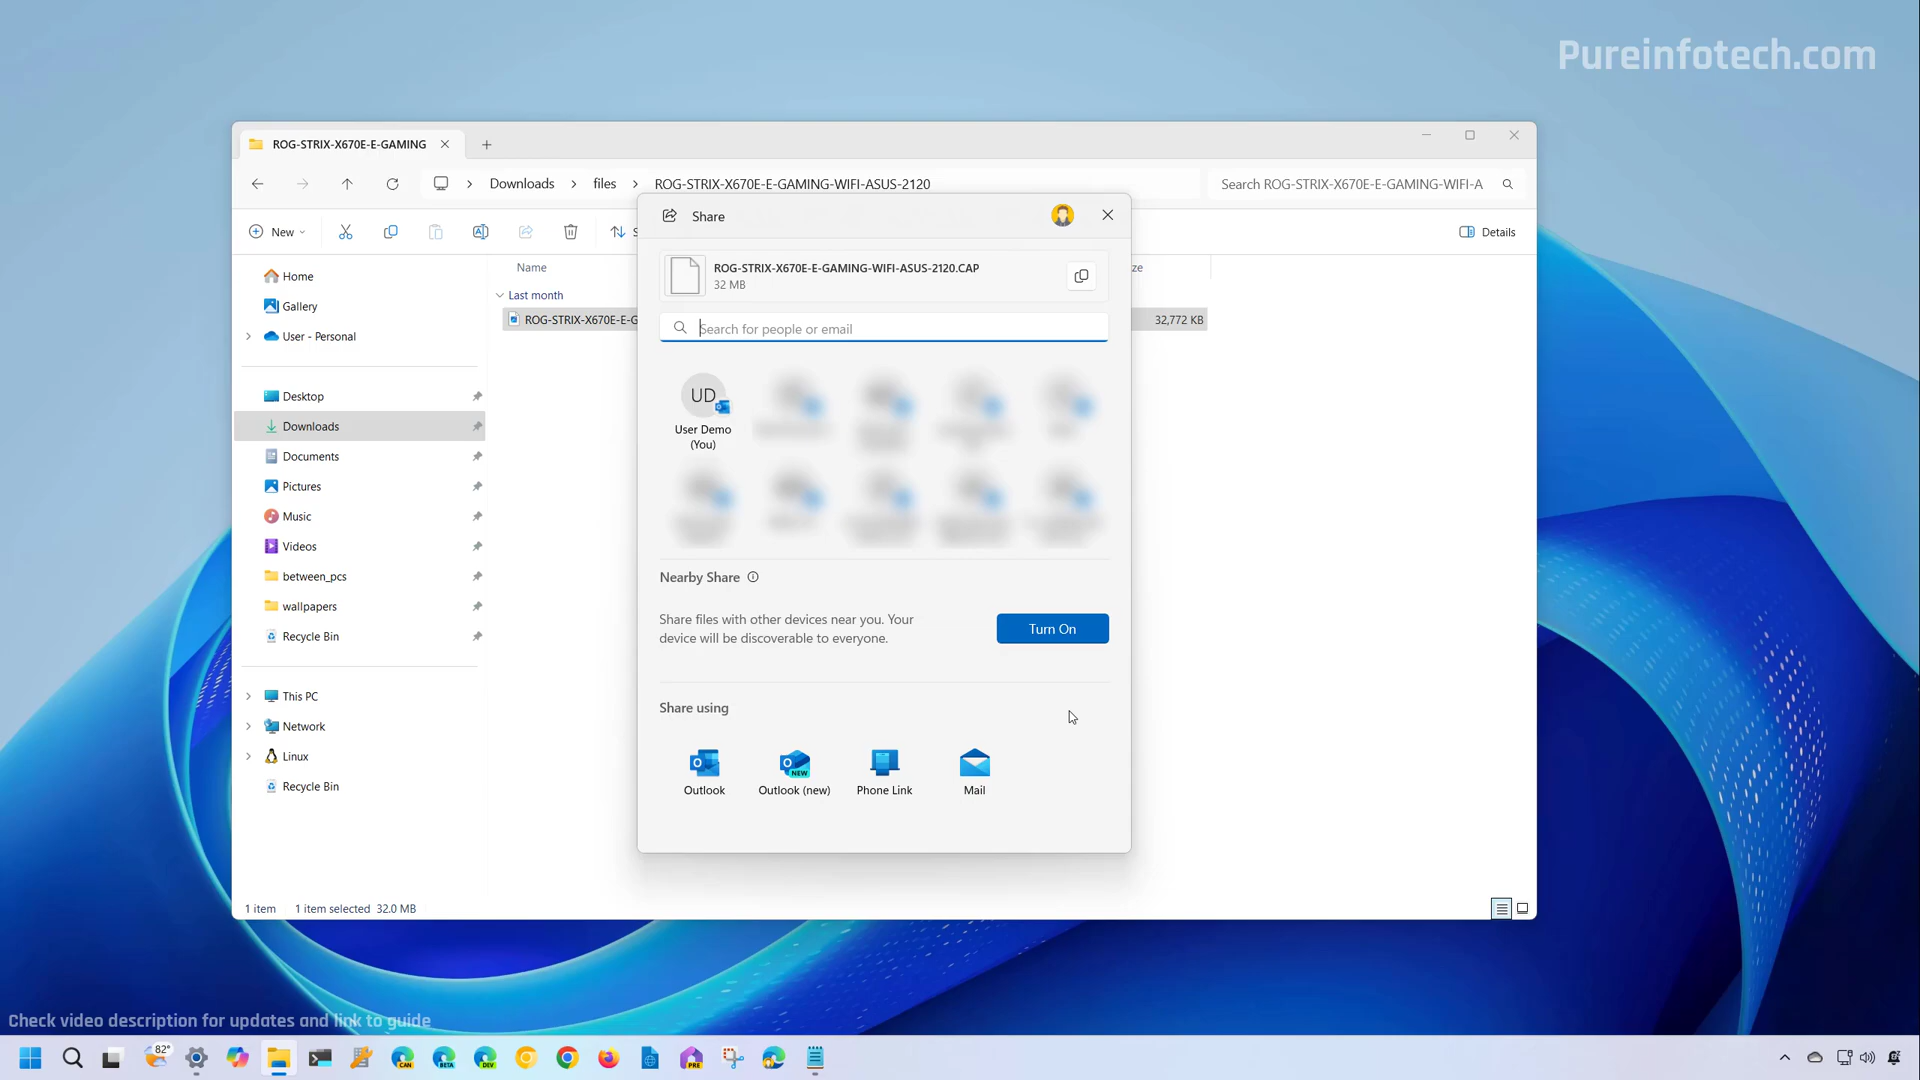 Pureinfotech.com
ROG-STRIX-X670E-E-GAMING
Downloads
files
ROG-STRIX-X670E-E-GAMING-WIFI-ASUS-2120
Search ROG-STRIX-X670E-E-GAMING-WIFI-A
New
S
Details
Share
ROG-STRIX-X670E-E-GAMING-WIFI-ASUS-2120.CAP
32 MB
Search for people or email
UD
User Demo
(You)
Nearby Share
Share files with other devices near you. Your
device will be discoverable to everyone.
Turn On
Share using
Outlook
NEW
Outlook (new)
Phone Link
Mail
Home
Gallery
User - Personal
Desktop
Downloads
Documents
Pictures
Music
Videos
between_pcs
wallpapers
Recycle Bin
This PC
Network
Linux
Recycle Bin
Name
ze
Last month
ROG-STRIX-X670E-E-G
32,772 KB
1 item
1 item selected 32.0 MB
Check video description for updates and link to guide
82°
CAN
BETA
DEV
PRE